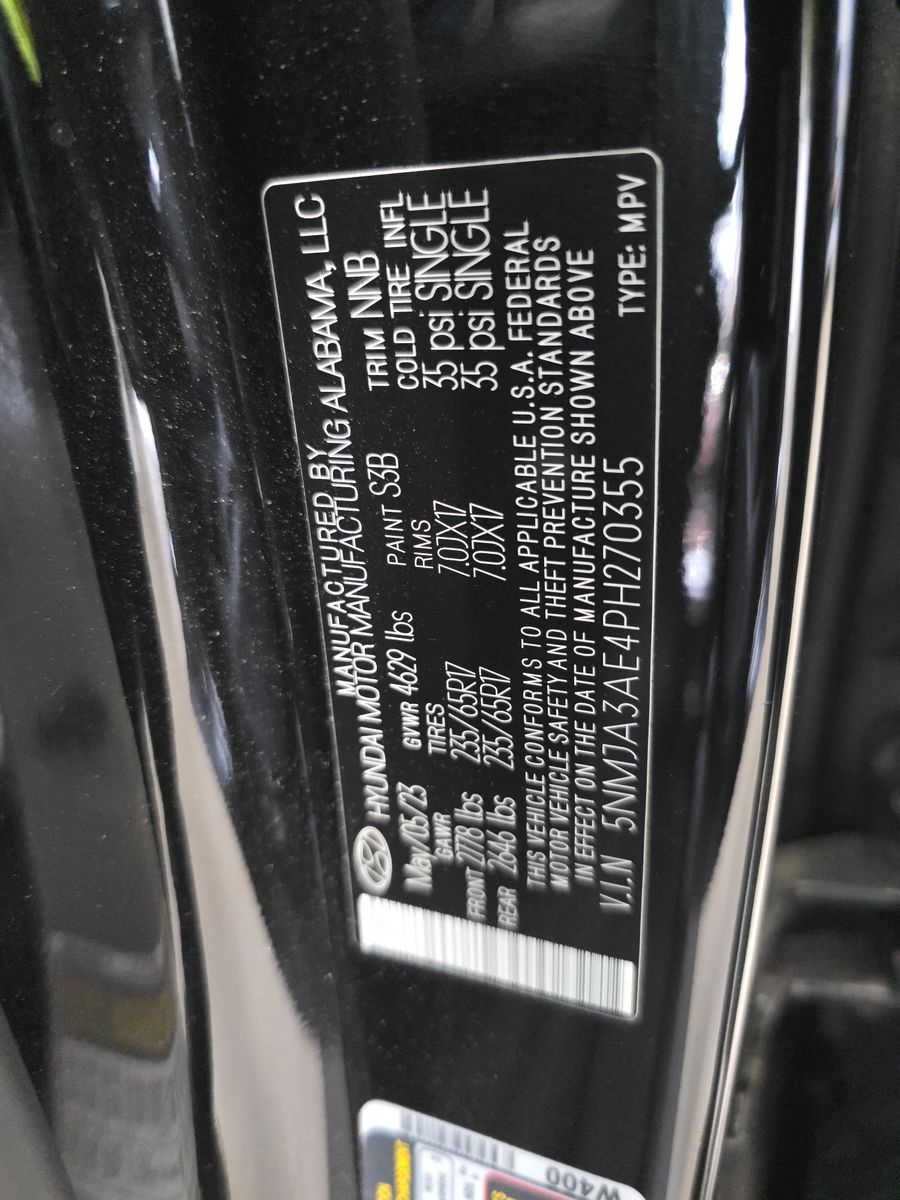 MANUFACTURED BY
HYUNDAI MOTOR MANUFACTURING ALABAMA, LLC
May/05/23 GVWR 4629 lbs PAINT S3B TRIM NNB
GAWR TIRES RIMS COLD TIRE INFL
FRONT 2778 lbs 235/65R17 7.0JX17 35 psi SINGLE
REAR 2646 lbs 235/65R17 7.0JX17 35 psi SINGLE
THIS VEHICLE CONFORMS TO ALL APPLICABLE U.S.A. FEDERAL
MOTOR VEHICLE SAFETY AND THEFT PREVENTION STANDARDS
IN EFFECT ON THE DATE OF MANUFACTURE SHOWN ABOVE
V.I.N 5NMJA3AE4PH270355 TYPE: MPV
W400